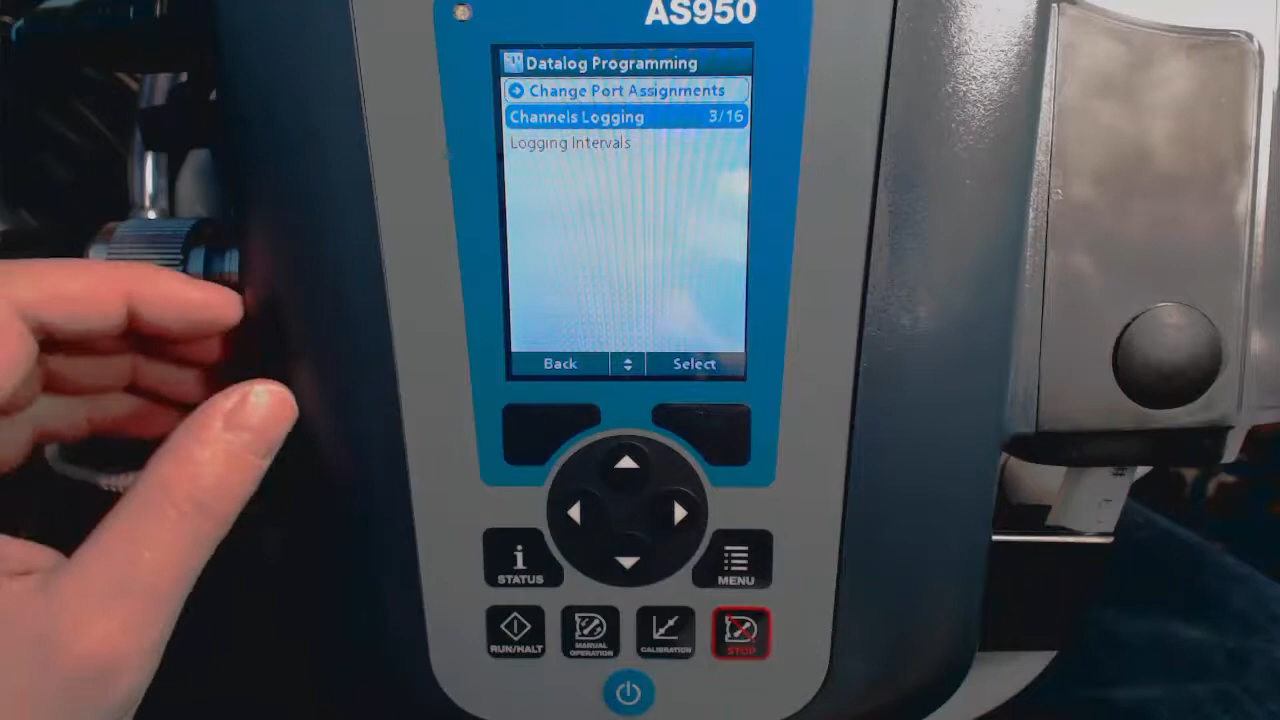 AS950
Datalog Programming
Change Port Assignments
Channels Logging 3/16
Logging Intervals
Back Select
STATUS
MENU
RUN/HALT
MANUAL
OPERATION
CALIBRATION
STOP